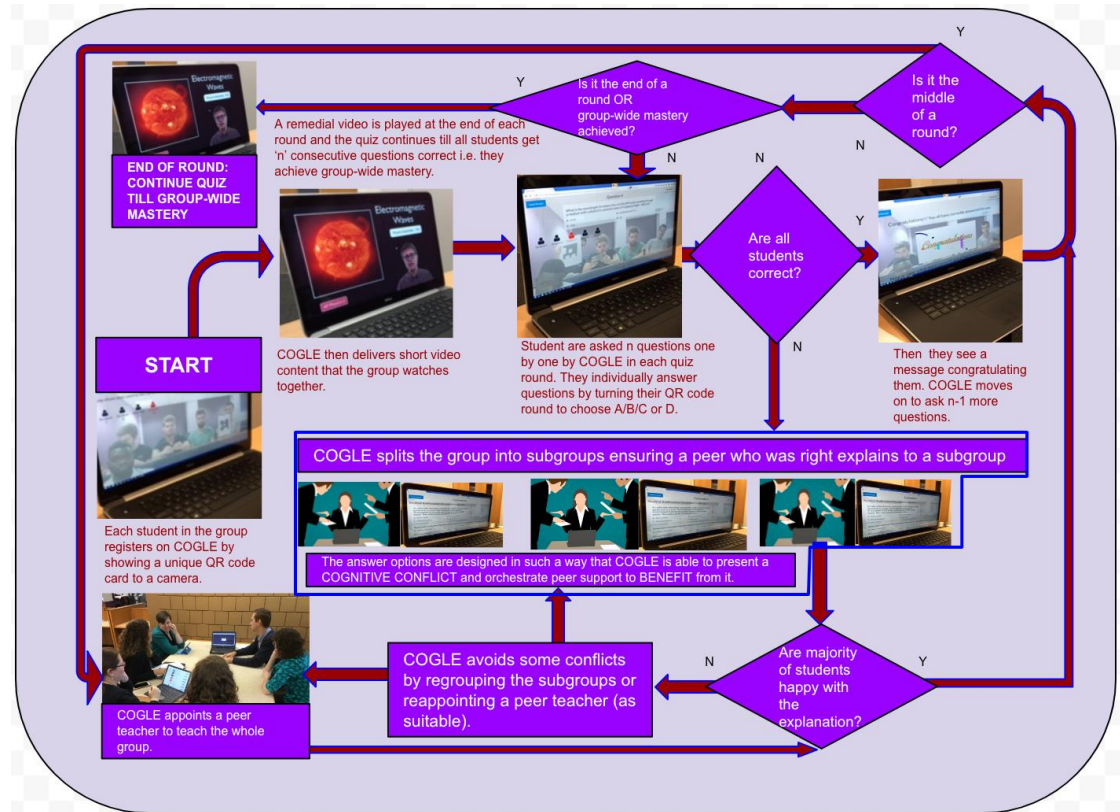 Y
Is it the
middle
of a
round?
N
Is it the end of a
round OR
group-wide mastery
achieved?
Y
N
Electromagnetic
Waves
END OF ROUND:
CONTINUE QUIZ
TILL GROUP-WIDE
MASTERY
A remedial video is played at the end of each
round and the quiz continues till all students get
‘n’ consecutive questions correct i.e. they
achieve group-wide mastery.
START
Each student in the group
registers on COGLE by
showing a unique QR code
card to a camera.
Electromagnetic
Waves
COGLE then delivers short video
content that the group watches
together.
Student are asked n questions one
by one by COGLE in each quiz
round. They individually answer
questions by turning their QR code
round to choose A/B/C or D.
N
Are all
students
correct?
Y
N
Congratulations
Then they see a
message congratulating
them. COGLE moves
on to ask n-1 more
questions.
COGLE splits the group into subgroups ensuring a peer who was right explains to a subgroup
The answer options are designed in such a way that COGLE is able to present a
COGNITIVE CONFLICT and orchestrate peer support to BENEFIT from it.
Are majority
of students
happy with
the
explanation?
N
Y
COGLE avoids some conflicts
by regrouping the subgroups or
reappointing a peer teacher (as
suitable).
COGLE appoints a peer
teacher to teach the whole
group.